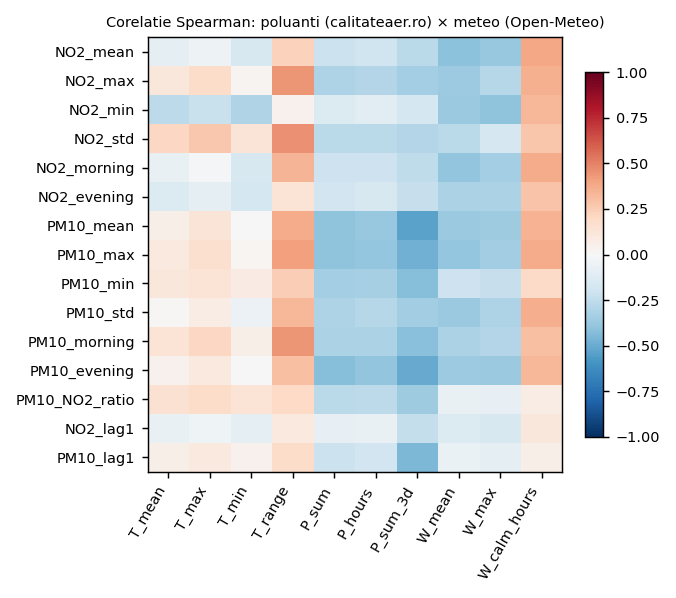 Corelatie Spearman: poluanti (calitateaer.ro) × meteo (Open-Meteo)
NO2_mean
NO2_max
NO2_min
NO2_std
NO2_morning
NO2_evening
PM10_mean
PM10_max
PM10_min
PM10_std
PM10_morning
PM10_evening
PM10_NO2_ratio
NO2_lag1
PM10_lag1
T_mean
T_max
T_min
T_range
P_sum
P_hours
P_sum_3d
W_mean
W_max
W_calm_hours
1.00
0.75
0.50
0.25
0.00
−0.25
−0.50
−0.75
−1.00